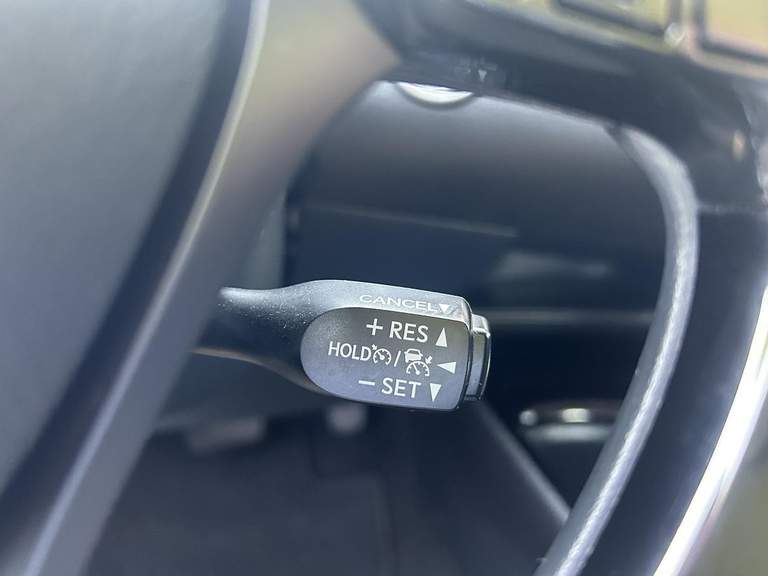 CANCEL▼
+ RES ▲
HOLD / ◀
− SET ▼